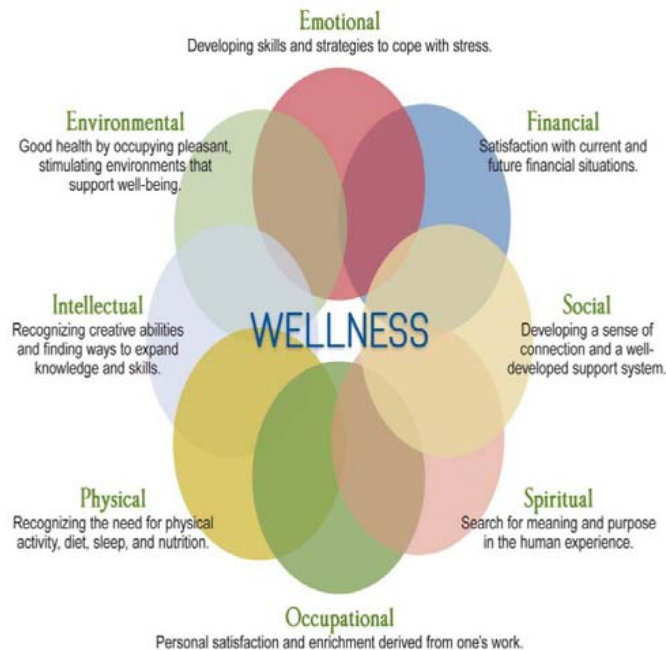 Emotional
Developing skills and strategies to cope with stress.
Environmental
Good health by occupying pleasant,
stimulating environments that
support well-being.
Financial
Satisfaction with current and
future financial situations.
Intellectual
Recognizing creative abilities
and finding ways to expand
knowledge and skills.
WELLNESS
Social
Developing a sense of
connection and a well-
developed support system.
Physical
Recognizing the need for physical
activity, diet, sleep, and nutrition.
Spiritual
Search for meaning and purpose
in the human experience.
Occupational
Personal satisfaction and enrichment derived from one's work.